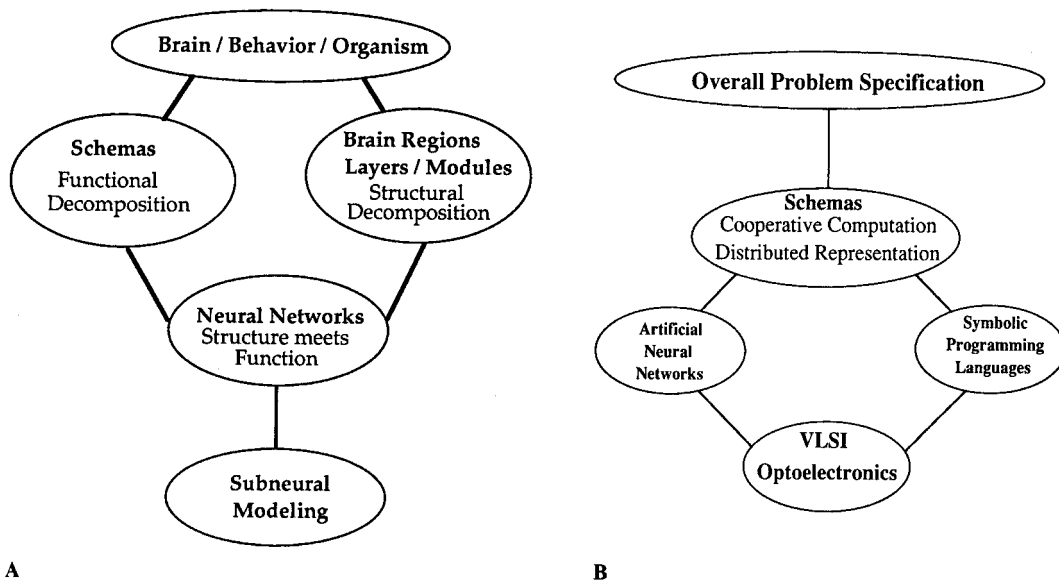 Brain / Behavior / Organism
Schemas
Functional
Decomposition
Brain Regions
Layers / Modules
Structural
Decomposition
Neural Networks
Structure meets
Function
Subneural
Modeling
A
Overall Problem Specification
Schemas
Cooperative Computation
Distributed Representation
Artificial
Neural
Networks
Symbolic
Programming
Languages
VLSI
Optoelectronics
B